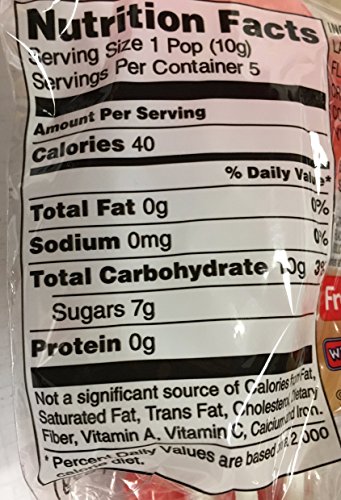 Nutrition Facts
Serving Size 1 Pop (10g)
Servings Per Container 5
Amount Per Serving
Calories 40
% Daily Value*
Total Fat 0g 0%
Sodium 0mg 0%
Total Carbohydrate 10g 3%
Sugars 7g
Protein 0g
Not a significant source of Calories from Fat,
Saturated Fat, Trans Fat, Cholesterol, Dietary
Fiber, Vitamin A, Vitamin C, Calcium and Iron.
*Percent Daily Values are based on a 2,000
calorie diet.